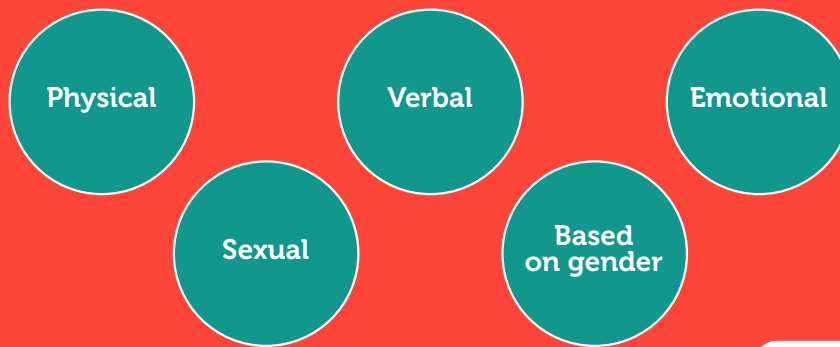 Physical
Verbal
Emotional
Sexual
Based
on gender